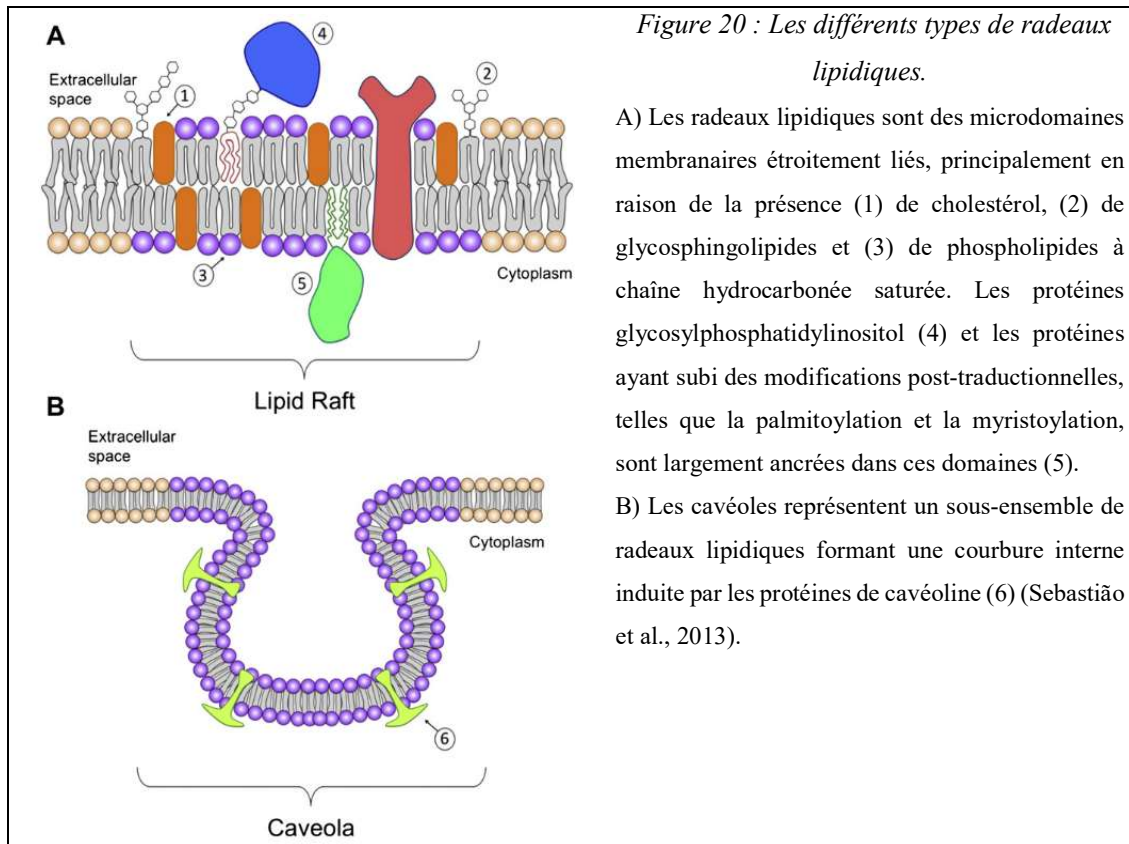 A
Extracellular
space
1
4
2
3
5
Cytoplasm
Lipid Raft
B
Extracellular
space
Cytoplasm
6
Caveola
Figure 20 : Les différents types de radeaux
lipidiques.
A) Les radeaux lipidiques sont des microdomaines
membranaires étroitement liés, principalement en
raison de la présence (1) de cholestérol, (2) de
glycosphingolipides et (3) de phospholipides à
chaîne hydrocarbonée saturée. Les protéines
glycosylphosphatidylinositol (4) et les protéines
ayant subi des modifications post-traductionnelles,
telles que la palmitoylation et la myristoylation,
sont largement ancrées dans ces domaines (5).
B) Les cavéoles représentent un sous-ensemble de
radeaux lipidiques formant une courbure interne
induite par les protéines de cavéoline (6) (Sebastião
et al., 2013).